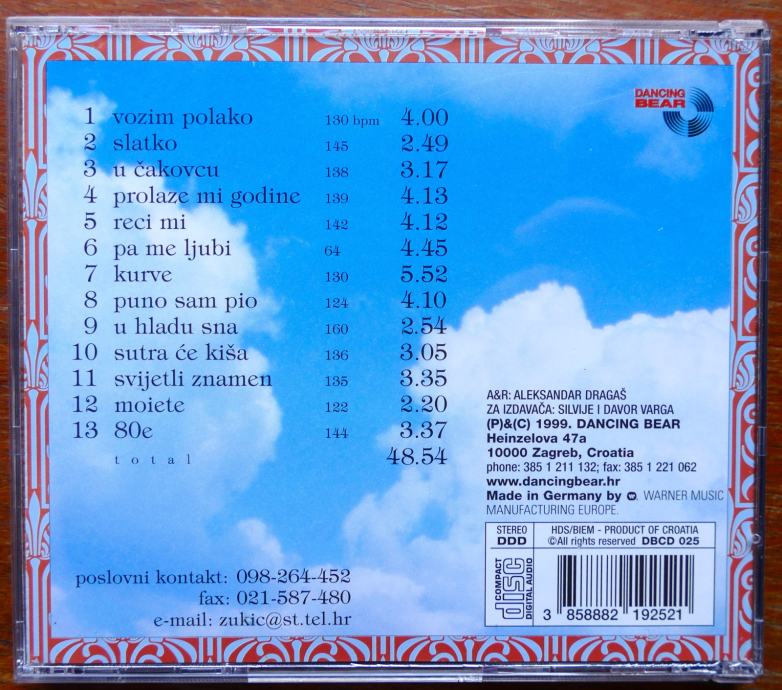 DANCING
BEAR
1 vozim polako 130 bpm 4.00
2 slatko 145 2.49
3 u čakovcu 138 3.17
4 prolaze mi godine 139 4.13
5 reci mi 142 4.12
6 pa me ljubi 64 4.45
7 kurve 130 5.52
8 puno sam pio 124 4.10
9 u hladu sna 160 2.54
10 sutra će kiša 136 3.05
11 svijetli znamen 135 3.35
12 moiete 122 2.20
13 80e 144 3.37
total 48.54
poslovni kontakt: 098-264-452
fax: 021-587-480
e-mail: zukic@st.tel.hr
A&R: ALEKSANDAR DRAGAŠ
ZA IZDAVAČA: SILVIJE I DAVOR VARGA
(P)&(C) 1999. DANCING BEAR
Heinzelova 47a
10000 Zagreb, Croatia
phone: 385 1 211 132; fax: 385 1 221 062
www.dancingbear.hr
Made in Germany by WARNER MUSIC
MANUFACTURING EUROPE.
STEREO
DDD
HDS/BIEM - PRODUCT OF CROATIA
©All rights reserved DBCD 025
COMPACT
disc
DIGITAL AUDIO
3 858882 192521